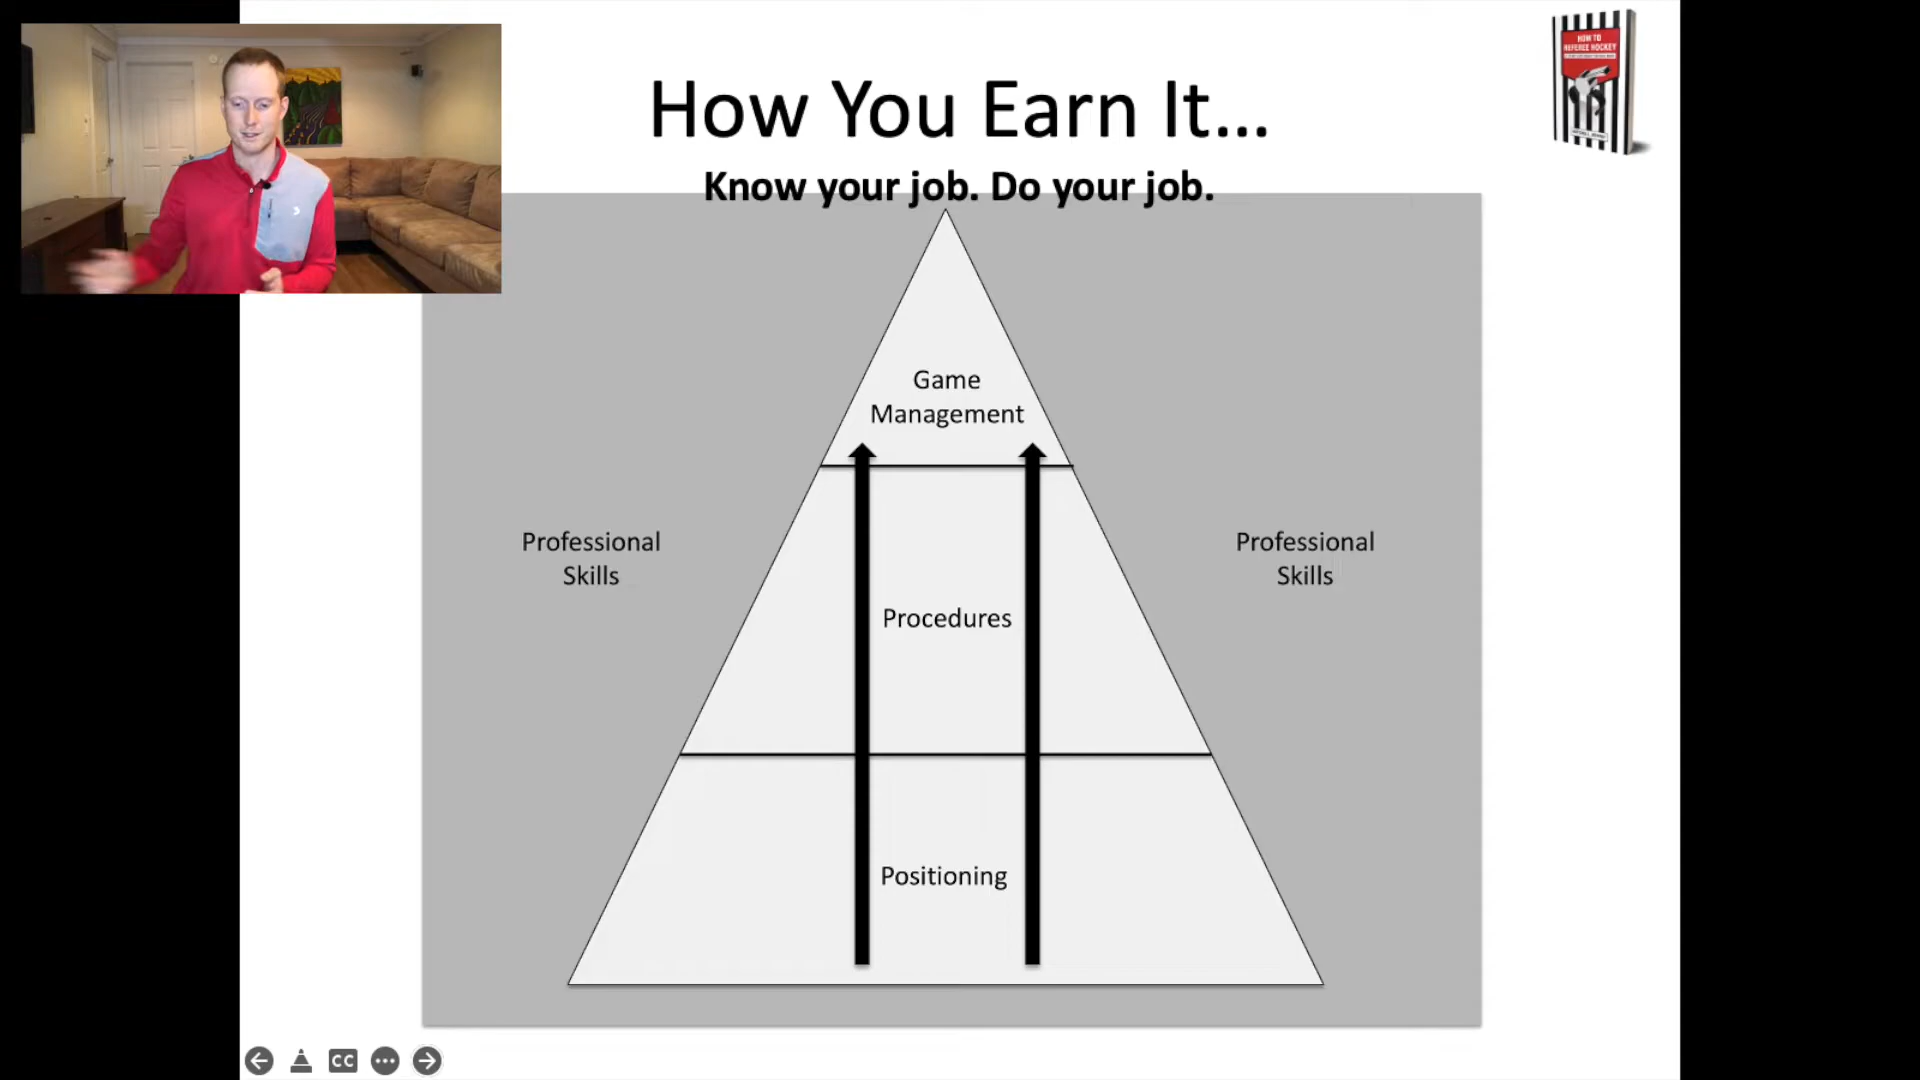 How You Earn It...
Know your job. Do your job.
HOW TO
REFEREE HOCKEY
Game
Management
Professional
Skills
Professional
Skills
Procedures
Positioning
CC